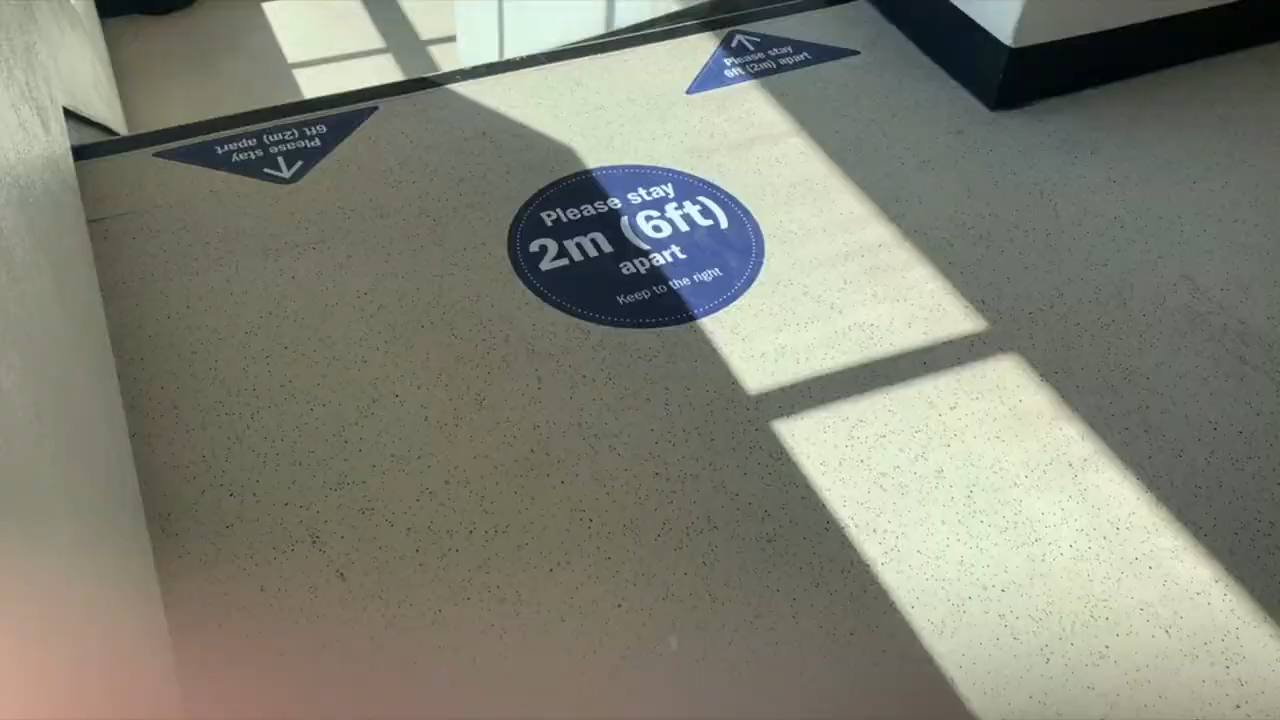 Please stay
6ft (2m) apart
Please stay
6ft (2m)
apart
Please stay
2m (6ft)
apart
Keep to the right